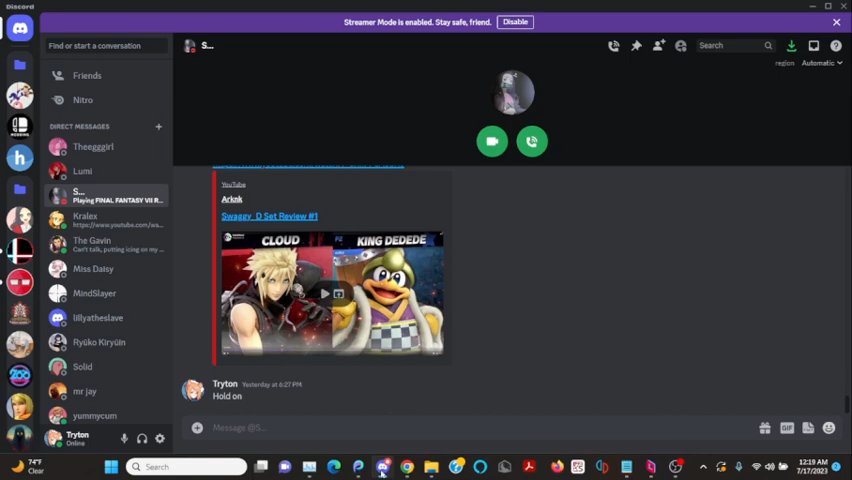 Discord
Streamer Mode is enabled. Stay safe, friend. Disable
Find or start a conversation
S...
Search
region Automatic
Friends
Nitro
DIRECT MESSAGES
Theegggirl
Lumi
S...
Playing FINAL FANTASY VII R...
Kralex
https://www.youtube.com/wa...
The Gavin
Can't talk, putting icing on my ...
Miss Daisy
MindSlayer
lillyatheslave
Ryūko Kiryūin
Solid
mr jay
yummycum
Tryton
Online
YouTube
Arknk
Swaggy_D Set Review #1
CLOUD
KING DEDEDE
Tryton Yesterday at 6:27 PM
Hold on
Message @S...
GIF
74°F
Clear
Search
12:19 AM
7/17/2023